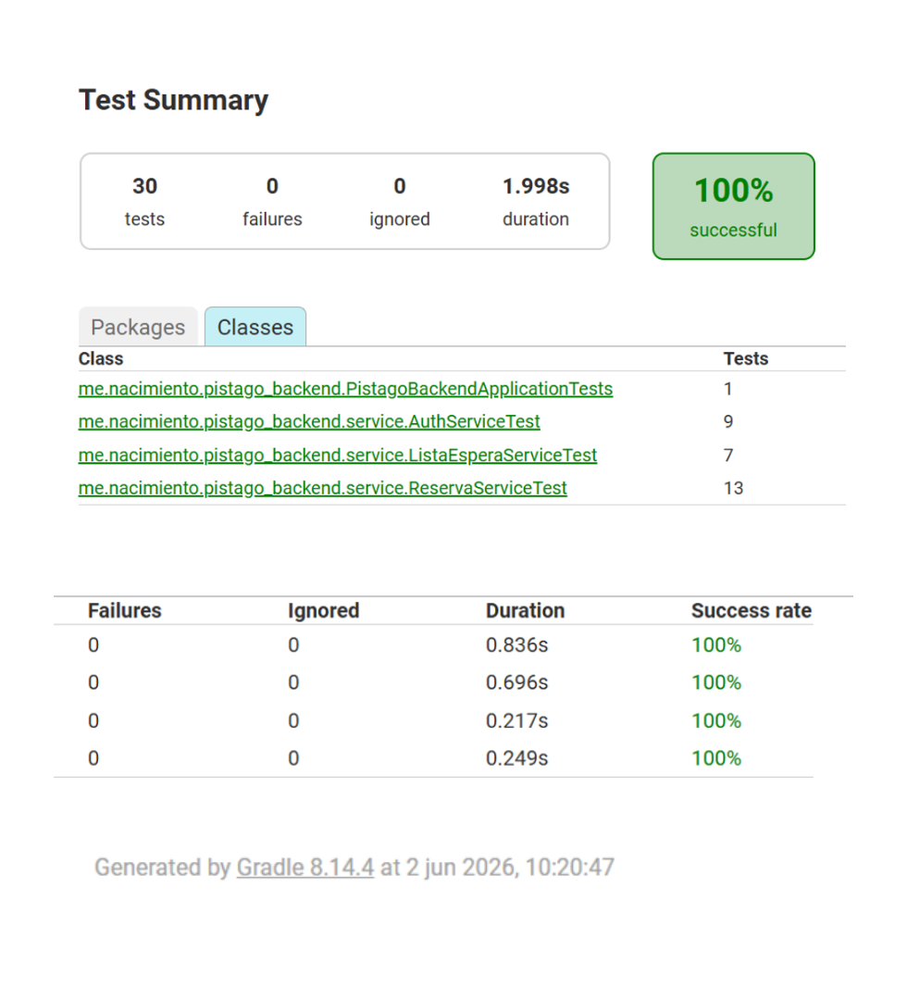 Test Summary
30 0 0 1.998s
tests failures ignored duration
100%
successful
Packages Classes
Class Tests
me.nacimiento.pistago_backend.PistagoBackendApplicationTests 1
me.nacimiento.pistago_backend.service.AuthServiceTest 9
me.nacimiento.pistago_backend.service.ListaEsperaServiceTest 7
me.nacimiento.pistago_backend.service.ReservaServiceTest 13
Failures Ignored Duration Success rate
0 0 0.836s 100%
0 0 0.696s 100%
0 0 0.217s 100%
0 0 0.249s 100%
Generated by Gradle 8.14.4 at 2 jun 2026, 10:20:47